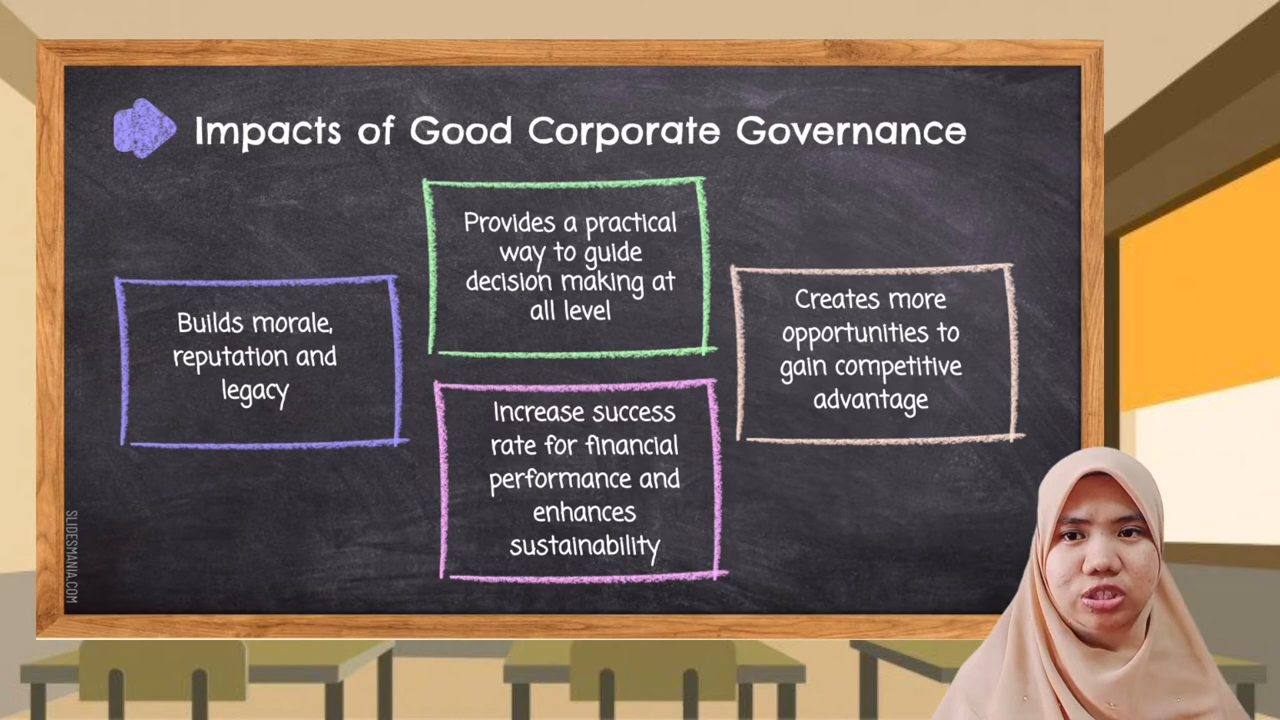 Impacts of Good Corporate Governance
Builds morale,
reputation and
legacy
Provides a practical
way to guide
decision making at
all level
Increase success
rate for financial
performance and
enhances
sustainability
Creates more
opportunities to
gain competitive
advantage
SLIDESMANIA.COM